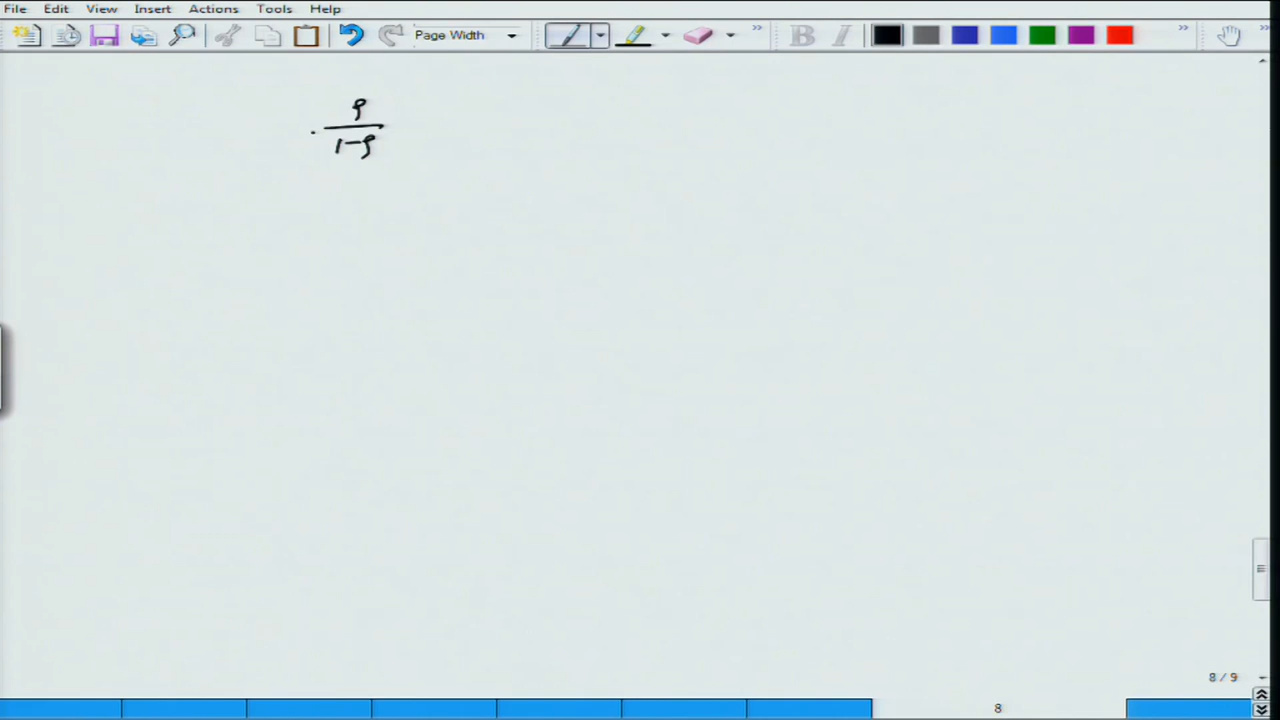 File Edit View Insert Actions Tools Help
Page Width B I
ρ
1-ρ
8 / 9
8